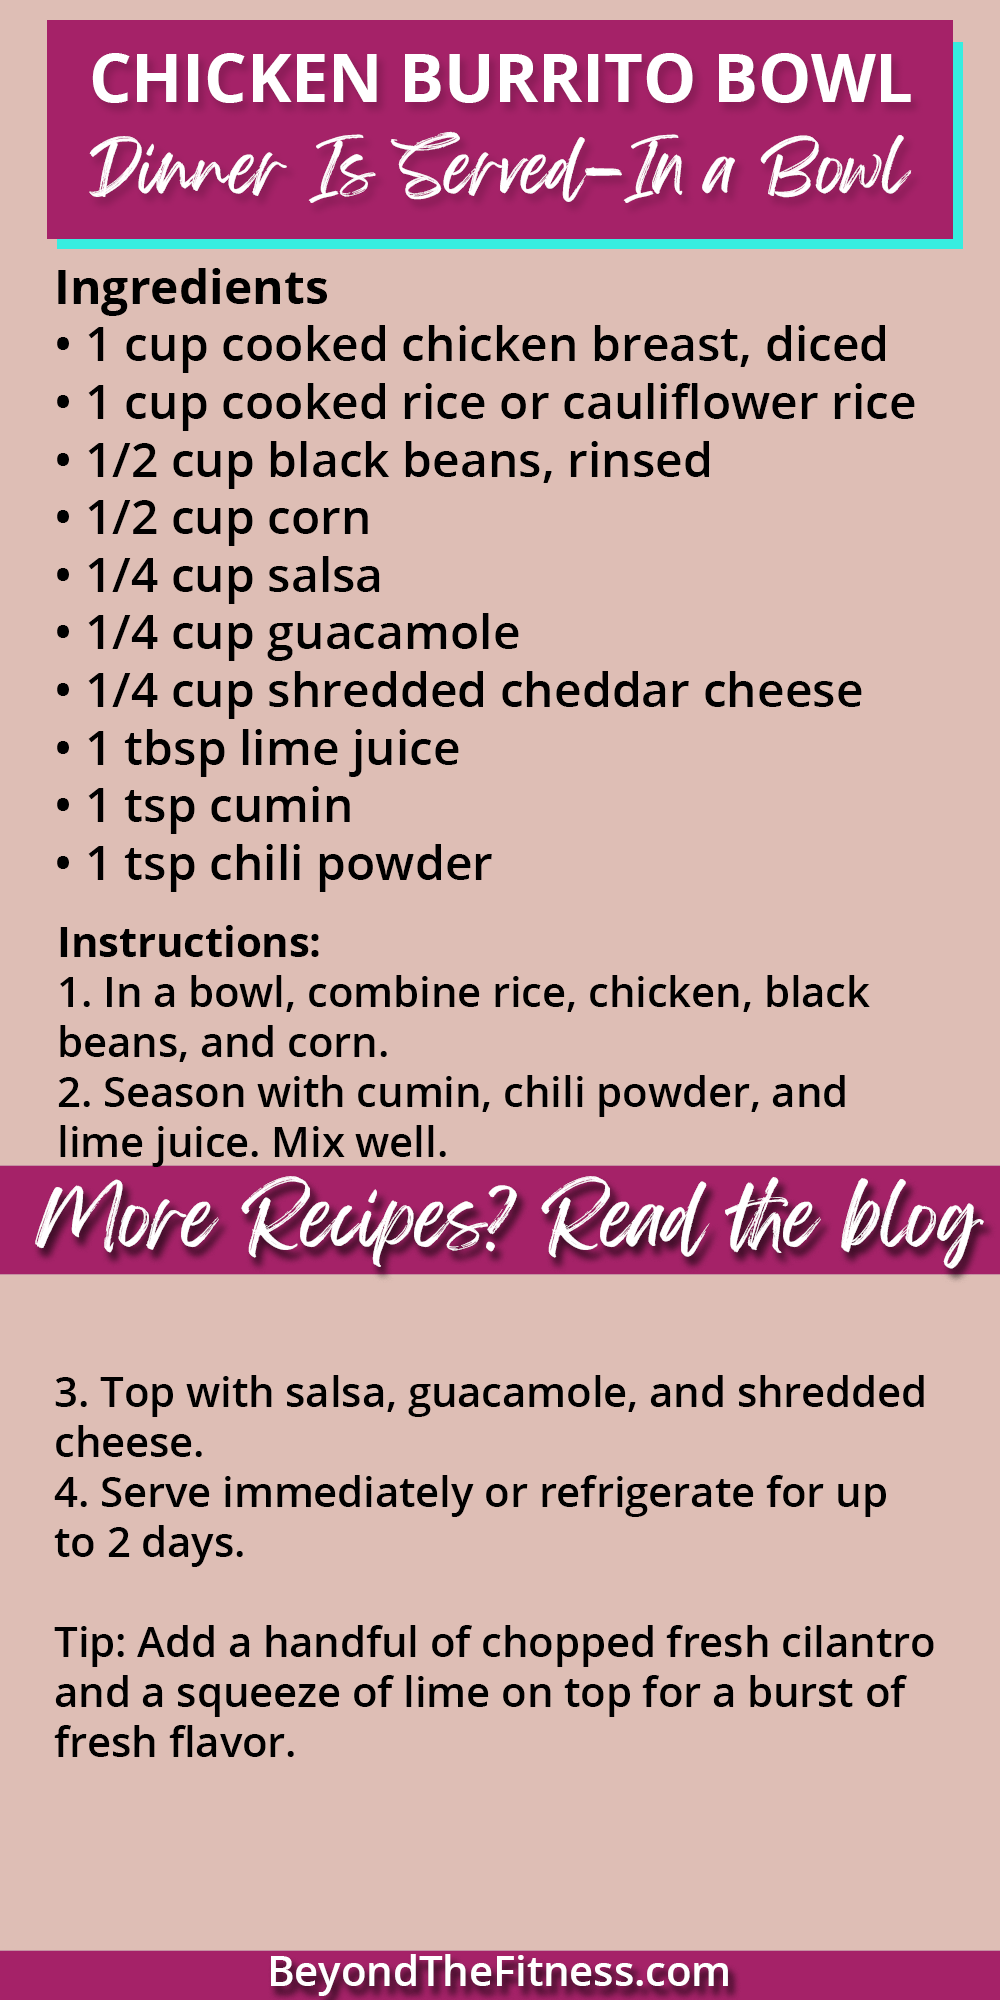 CHICKEN BURRITO BOWL
Dinner Is Served-In a Bowl
Ingredients
• 1 cup cooked chicken breast, diced
• 1 cup cooked rice or cauliflower rice
• 1/2 cup black beans, rinsed
• 1/2 cup corn
• 1/4 cup salsa
• 1/4 cup guacamole
• 1/4 cup shredded cheddar cheese
• 1 tbsp lime juice
• 1 tsp cumin
• 1 tsp chili powder
Instructions:
1. In a bowl, combine rice, chicken, black
beans, and corn.
2. Season with cumin, chili powder, and
lime juice. Mix well.
More Recipes? Read the blog
3. Top with salsa, guacamole, and shredded
cheese.
4. Serve immediately or refrigerate for up
to 2 days.
Tip: Add a handful of chopped fresh cilantro
and a squeeze of lime on top for a burst of
fresh flavor.
BeyondTheFitness.com